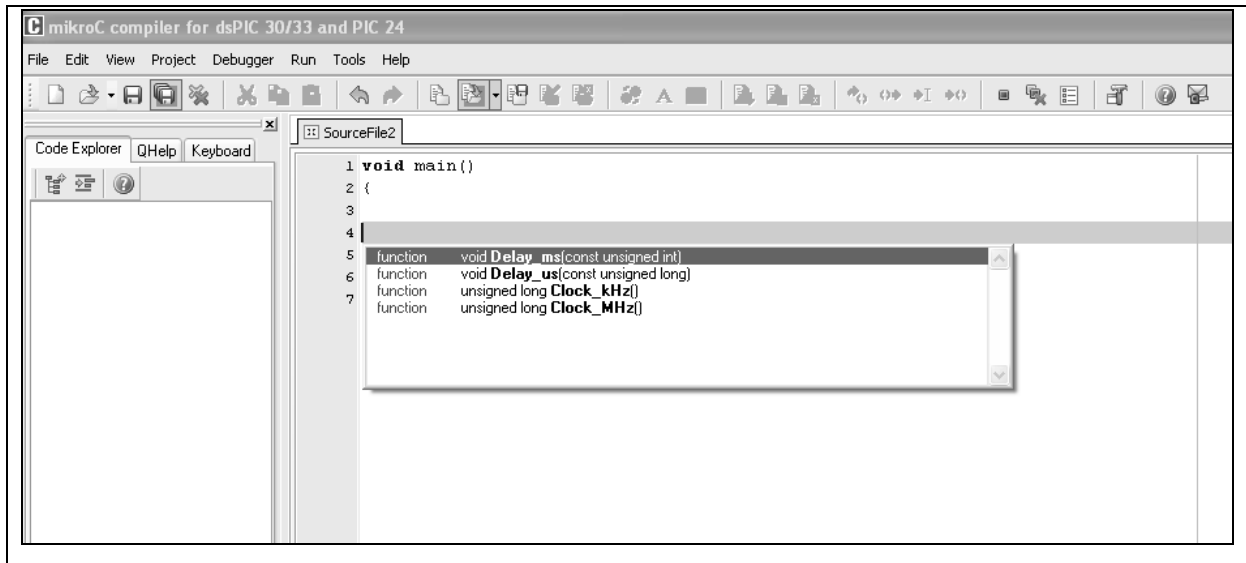 mikroC compiler for dsPIC 30/33 and PIC 24
File Edit View Project Debugger Run Tools Help
Code Explorer QHelp Keyboard
SourceFile2
1 void main()
2 {
3
4
5
6
7
function void Delay_ms(const unsigned int)
function void Delay_us(const unsigned long)
function unsigned long Clock_kHz()
function unsigned long Clock_MHz()